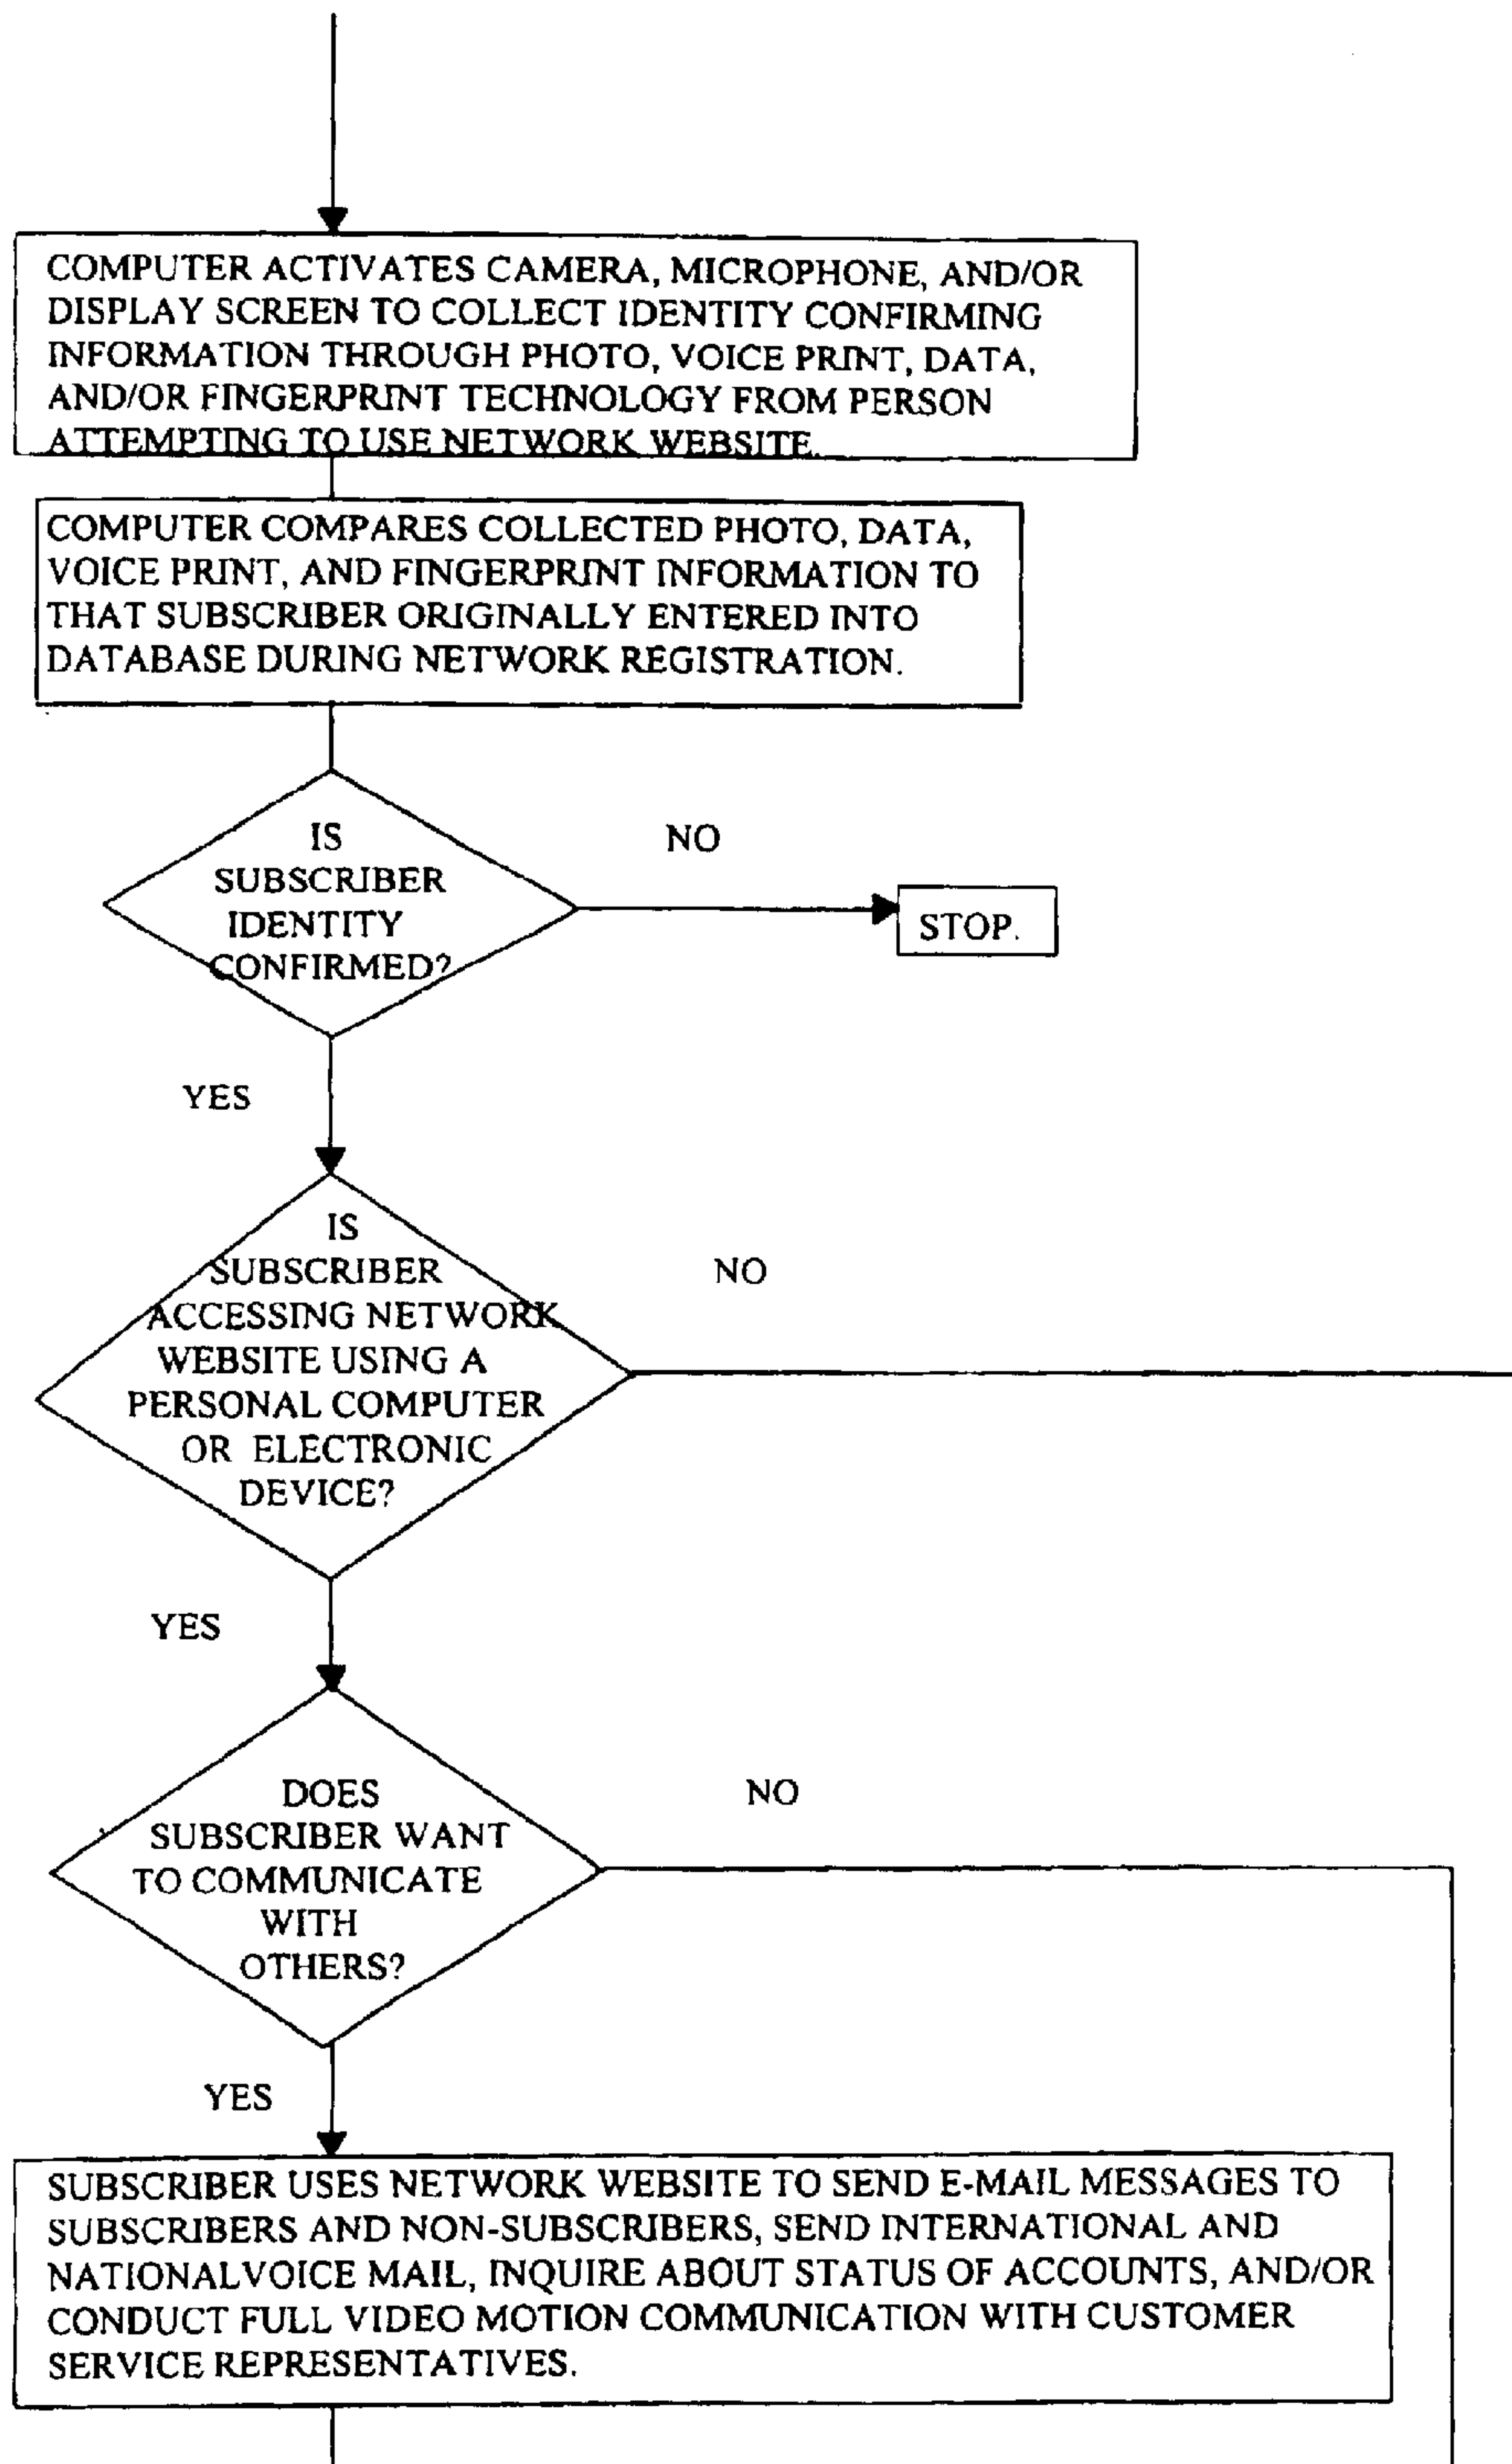 COMPUTER ACTIVATES CAMERA, MICROPHONE, AND/OR
DISPLAY SCREEN TO COLLECT IDENTITY CONFIRMING
INFORMATION THROUGH PHOTO, VOICE PRINT, DATA,
AND/OR FINGERPRINT TECHNOLOGY FROM PERSON
ATTEMPTING TO USE NETWORK WEBSITE.
COMPUTER COMPARES COLLECTED PHOTO, DATA,
VOICE PRINT, AND FINGERPRINT INFORMATION TO
THAT SUBSCRIBER ORIGINALLY ENTERED INTO
DATABASE DURING NETWORK REGISTRATION.
IS
SUBSCRIBER
IDENTITY
CONFIRMED?
NO
STOP.
YES
IS
SUBSCRIBER
ACCESSING NETWORK
WEBSITE USING A
PERSONAL COMPUTER
OR ELECTRONIC
DEVICE?
NO
YES
DOES
SUBSCRIBER WANT
TO COMMUNICATE
WITH
OTHERS?
NO
YES
SUBSCRIBER USES NETWORK WEBSITE TO SEND E-MAIL MESSAGES TO
SUBSCRIBERS AND NON-SUBSCRIBERS, SEND INTERNATIONAL AND
NATIONALVOICE MAIL, INQUIRE ABOUT STATUS OF ACCOUNTS, AND/OR
CONDUCT FULL VIDEO MOTION COMMUNICATION WITH CUSTOMER
SERVICE REPRESENTATIVES.